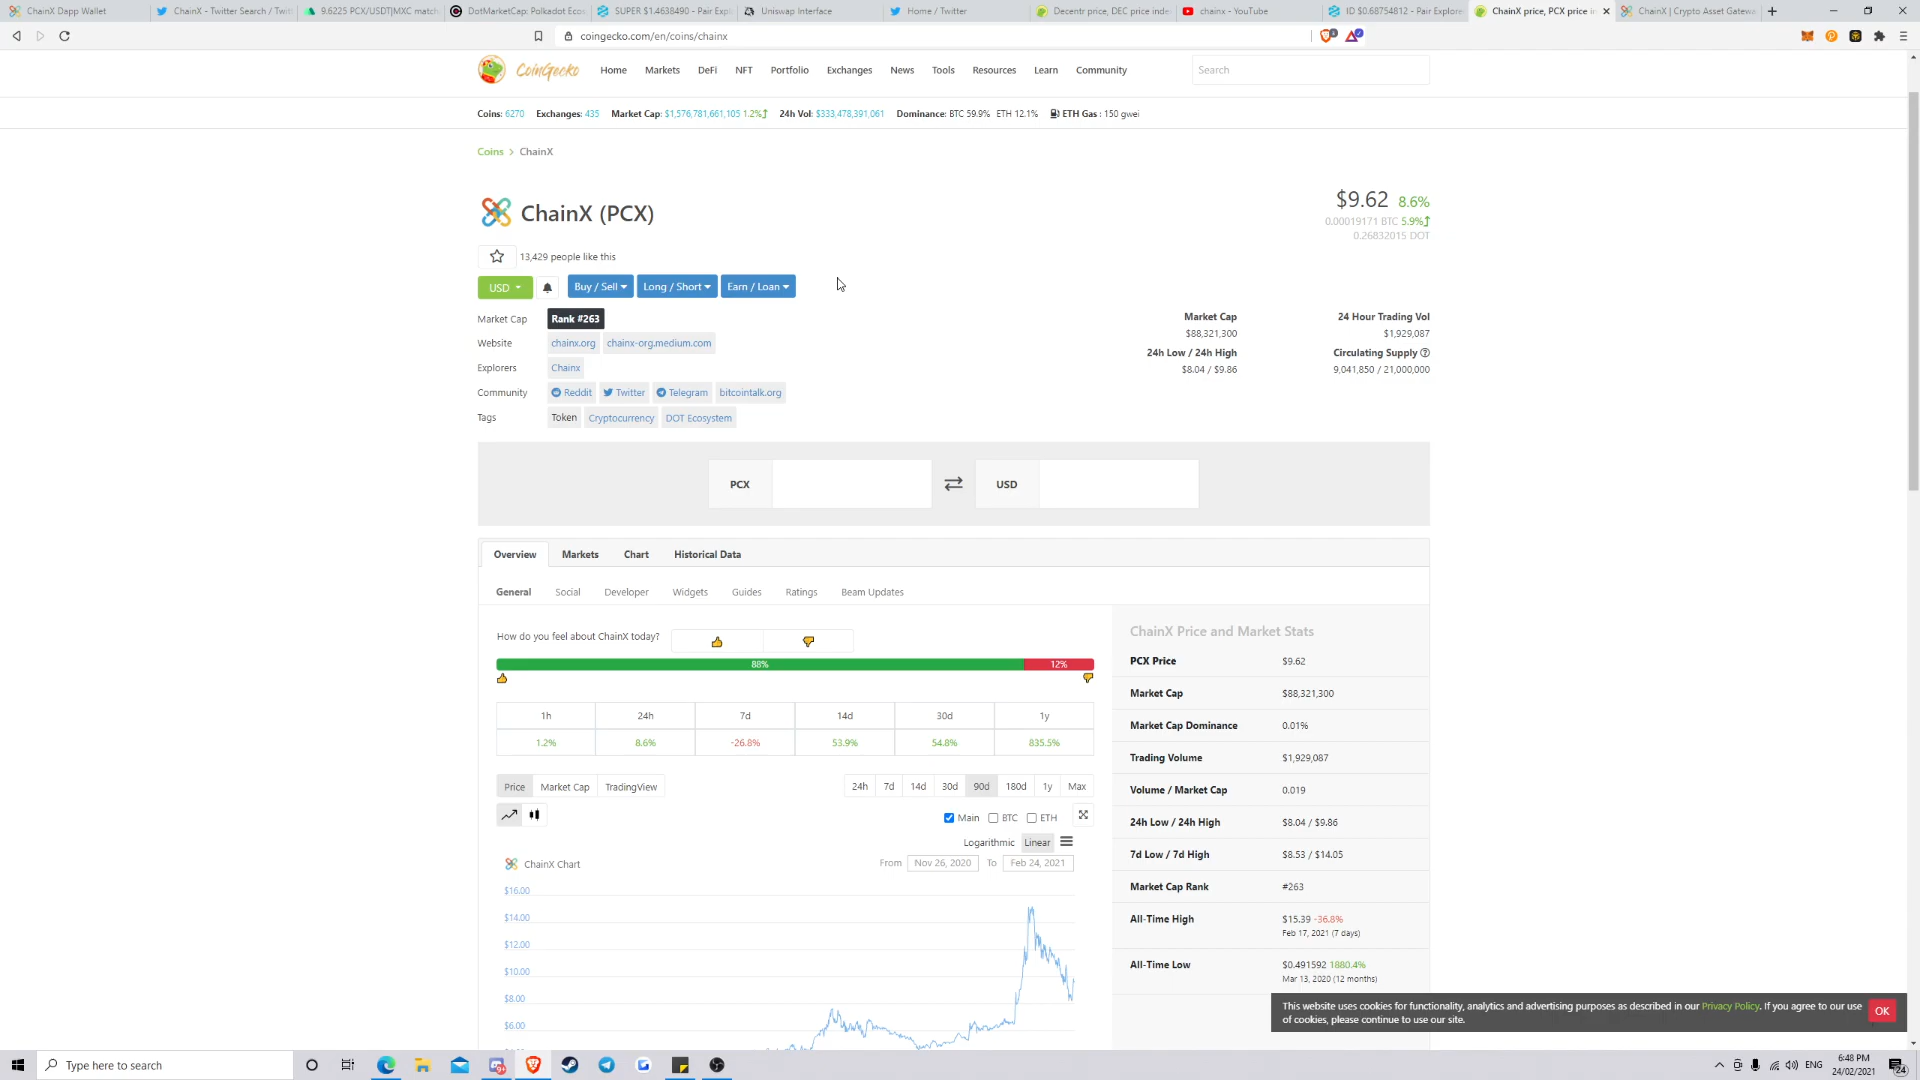 ChainX Dapp Wallet
ChainX - Twitter Search / Twitt
9.6225 PCX/USDT|MXC match
DotMarketCap: Polkadot Ecos
SUPER $1.4638490 - Pair Expl
Uniswap Interface
Home / Twitter
Decentr price, DEC price inde
chainx - YouTube
ID $0.68754812 - Pair Explore
ChainX price, PCX price i
ChainX | Crypto Asset Gatewa
coingecko.com/en/coins/chainx
CoinGecko Home Markets DeFi NFT Portfolio Exchanges News Tools Resources Learn Community Search
Coins: 6270 Exchanges: 435 Market Cap: $1,576,781,661,105 1.2% 24h Vol: $333,478,391,061 Dominance: BTC 59.9% ETH 12.1% ETH Gas : 150 gwei
Coins > ChainX
ChainX (PCX)
$9.62 8.6%
0.00019171 BTC 5.9%
0.26832015 DOT
13,429 people like this
USD Buy / Sell Long / Short Earn / Loan
Market Cap Rank #263
Website chainx.org chainx-org.medium.com
Explorers Chainx
Community Reddit Twitter Telegram bitcointalk.org
Tags Token Cryptocurrency DOT Ecosystem
Market Cap 24 Hour Trading Vol
$88,321,300 $1,929,087
24h Low / 24h High Circulating Supply
$8.04 / $9.86 9,041,850 / 21,000,000
PCX USD
Overview Markets Chart Historical Data
General Social Developer Widgets Guides Ratings Beam Updates
How do you feel about ChainX today?
88% 12%
1h 24h 7d 14d 30d 1y
1.2% 8.6% -26.8% 53.9% 54.8% 835.5%
Price Market Cap TradingView 24h 7d 14d 30d 90d 180d 1y Max
Main BTC ETH
Logarithmic Linear
ChainX Chart From Nov 26, 2020 To Feb 24, 2021
$16.00
$14.00
$12.00
$10.00
$8.00
$6.00
ChainX Price and Market Stats
PCX Price $9.62
Market Cap $88,321,300
Market Cap Dominance 0.01%
Trading Volume $1,929,087
Volume / Market Cap 0.019
24h Low / 24h High $8.04 / $9.86
7d Low / 7d High $8.53 / $14.05
Market Cap Rank #263
All-Time High $15.39 -36.8%
Feb 17, 2021 (7 days)
All-Time Low $0.491592 1880.4%
Mar 13, 2020 (12 months)
This website uses cookies for functionality, analytics and advertising purposes as described in our Privacy Policy. If you agree to our use
of cookies, please continue to use our site.
OK
Type here to search
ENG
6:48 PM
24/02/2021
24